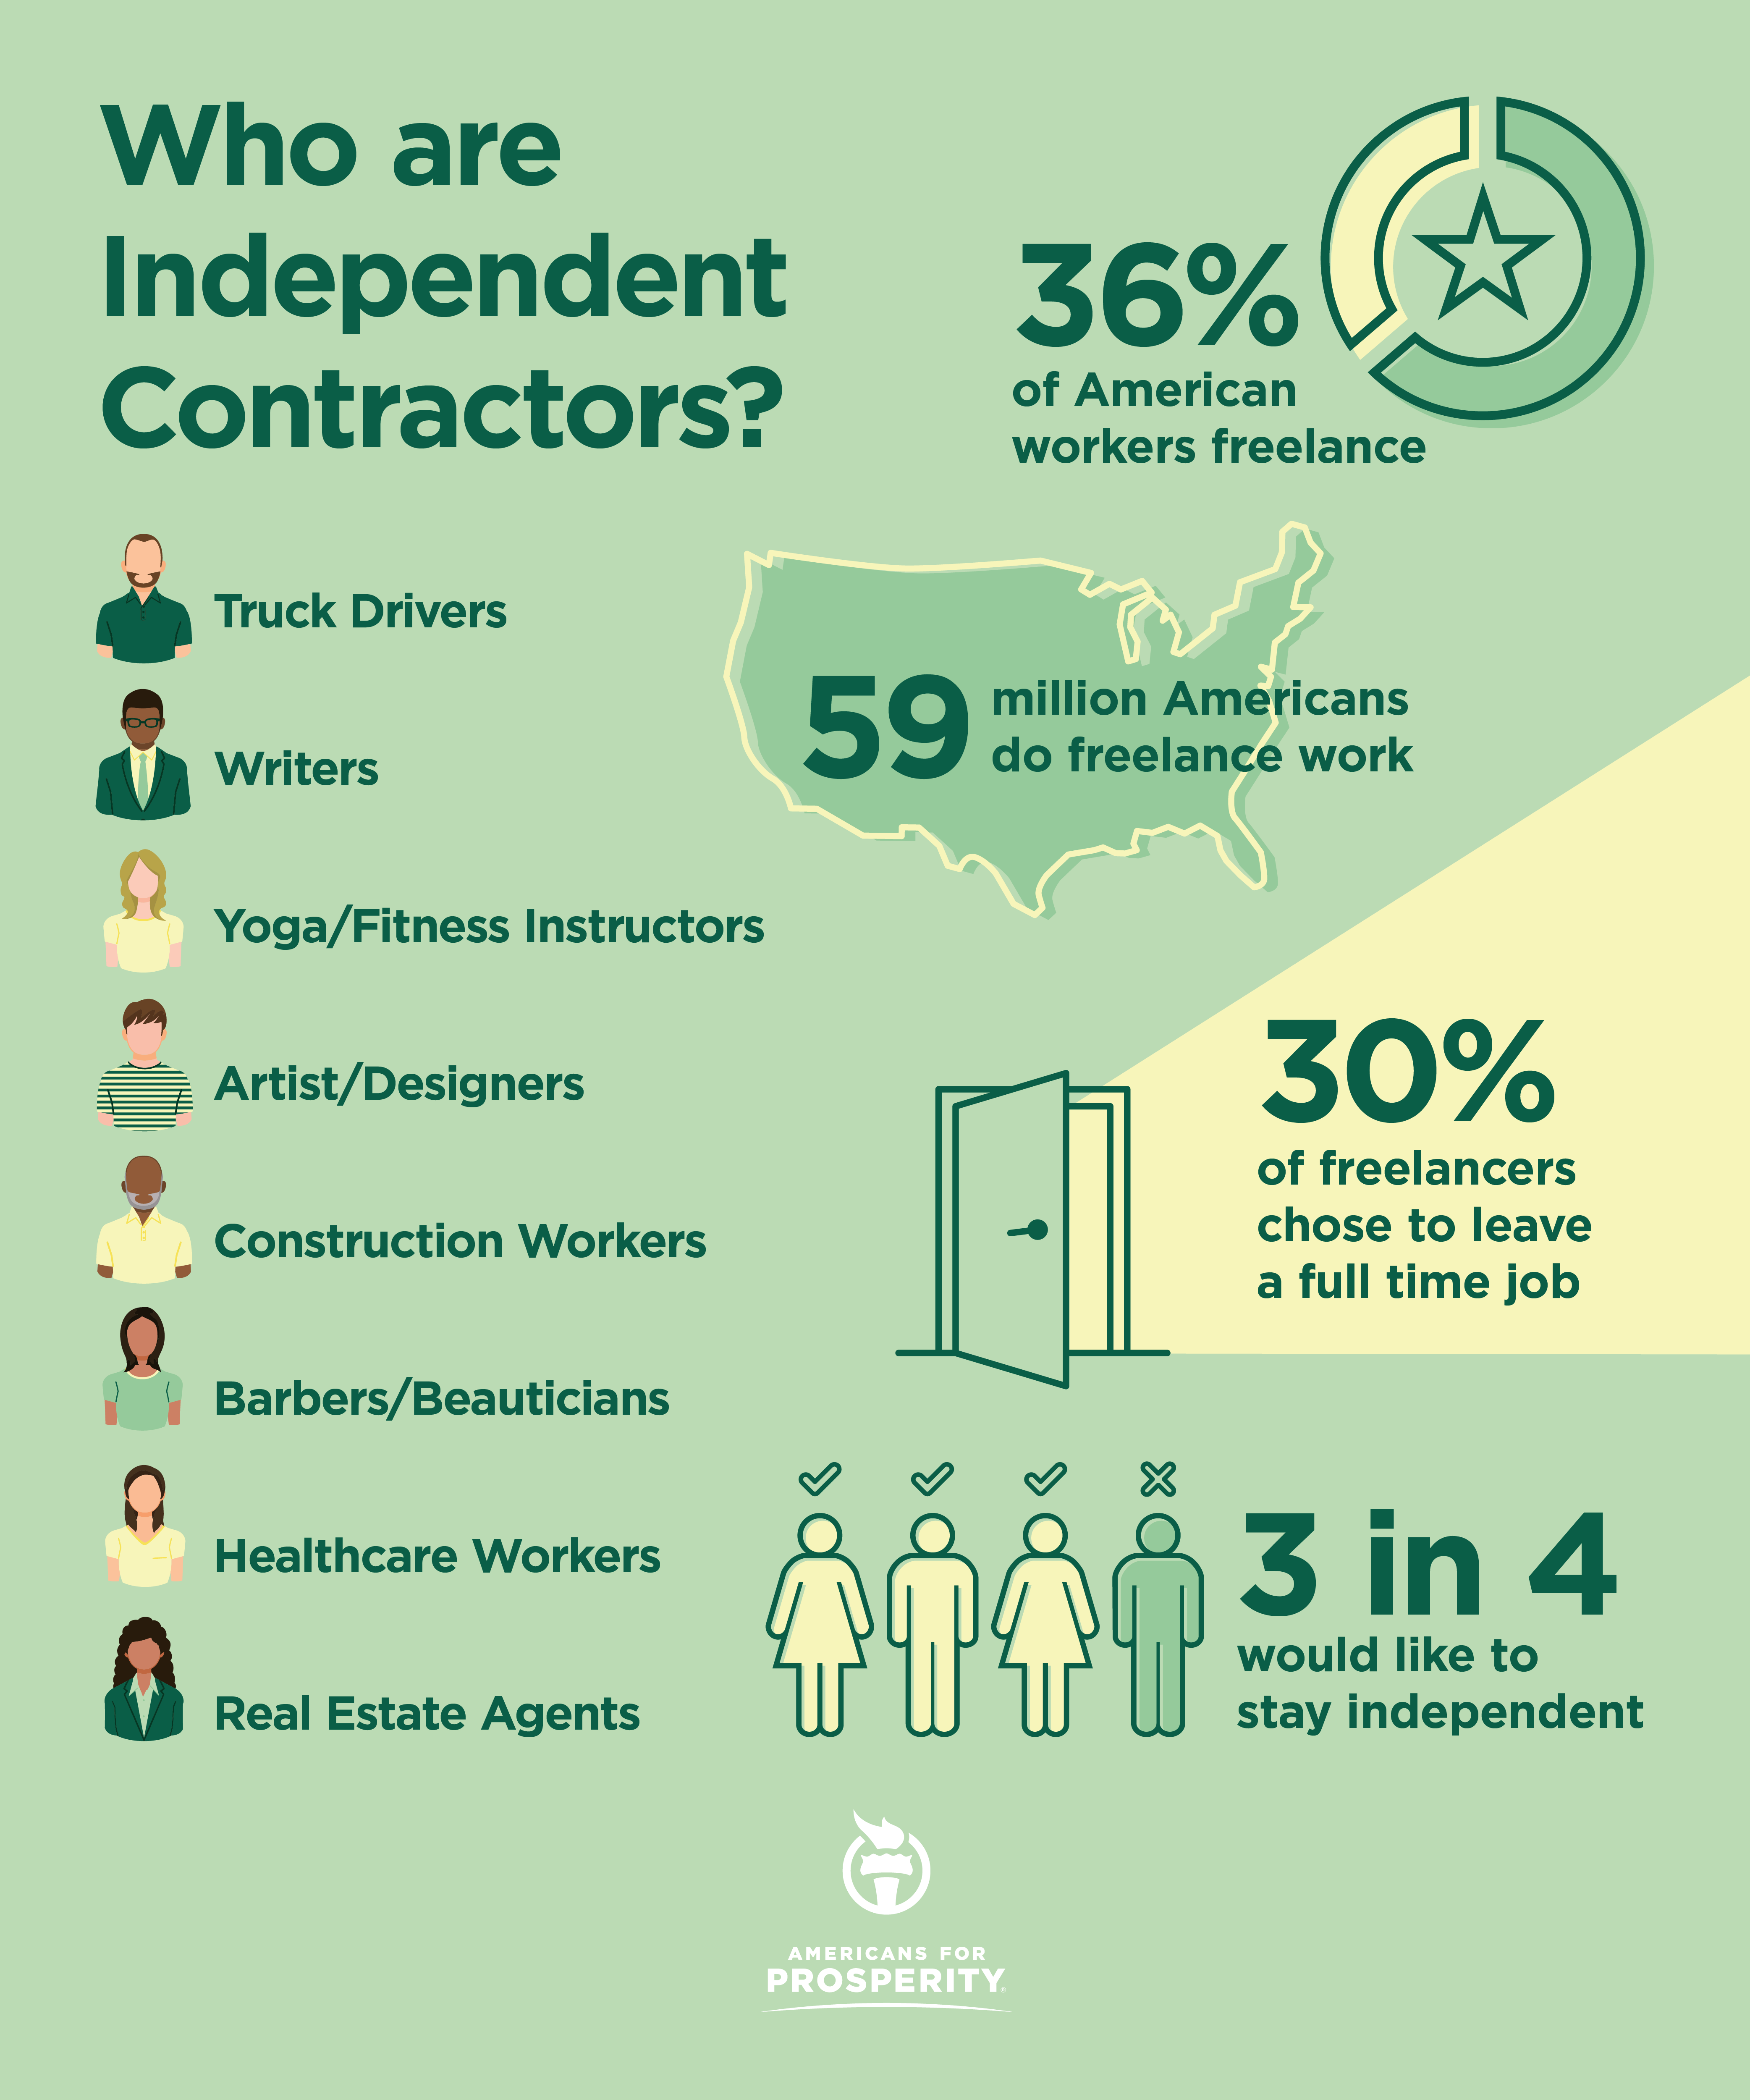 Who are
Independent
Contractors?
36%
of American
workers freelance
Truck Drivers
Writers
Yoga/Fitness Instructors
Artist/Designers
Construction Workers
Barbers/Beauticians
Healthcare Workers
Real Estate Agents
59 million Americans
do freelance work
30%
of freelancers
chose to leave
a full time job
3 in 4
would like to
stay independent
AMERICANS FOR
PROSPERITY®